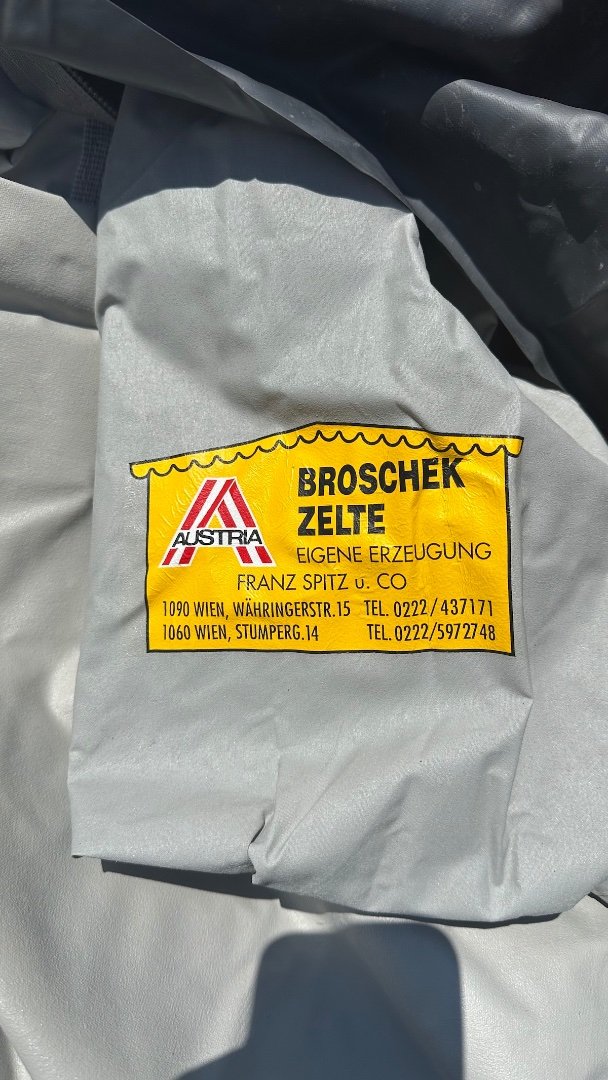 BROSCHEK
ZELTE
AUSTRIA
EIGENE ERZEUGUNG
FRANZ SPITZ u. CO
1090 WIEN, WÄHRINGERSTR.15 TEL. 0222/437171
1060 WIEN, STUMPERG.14 TEL. 0222/5972748